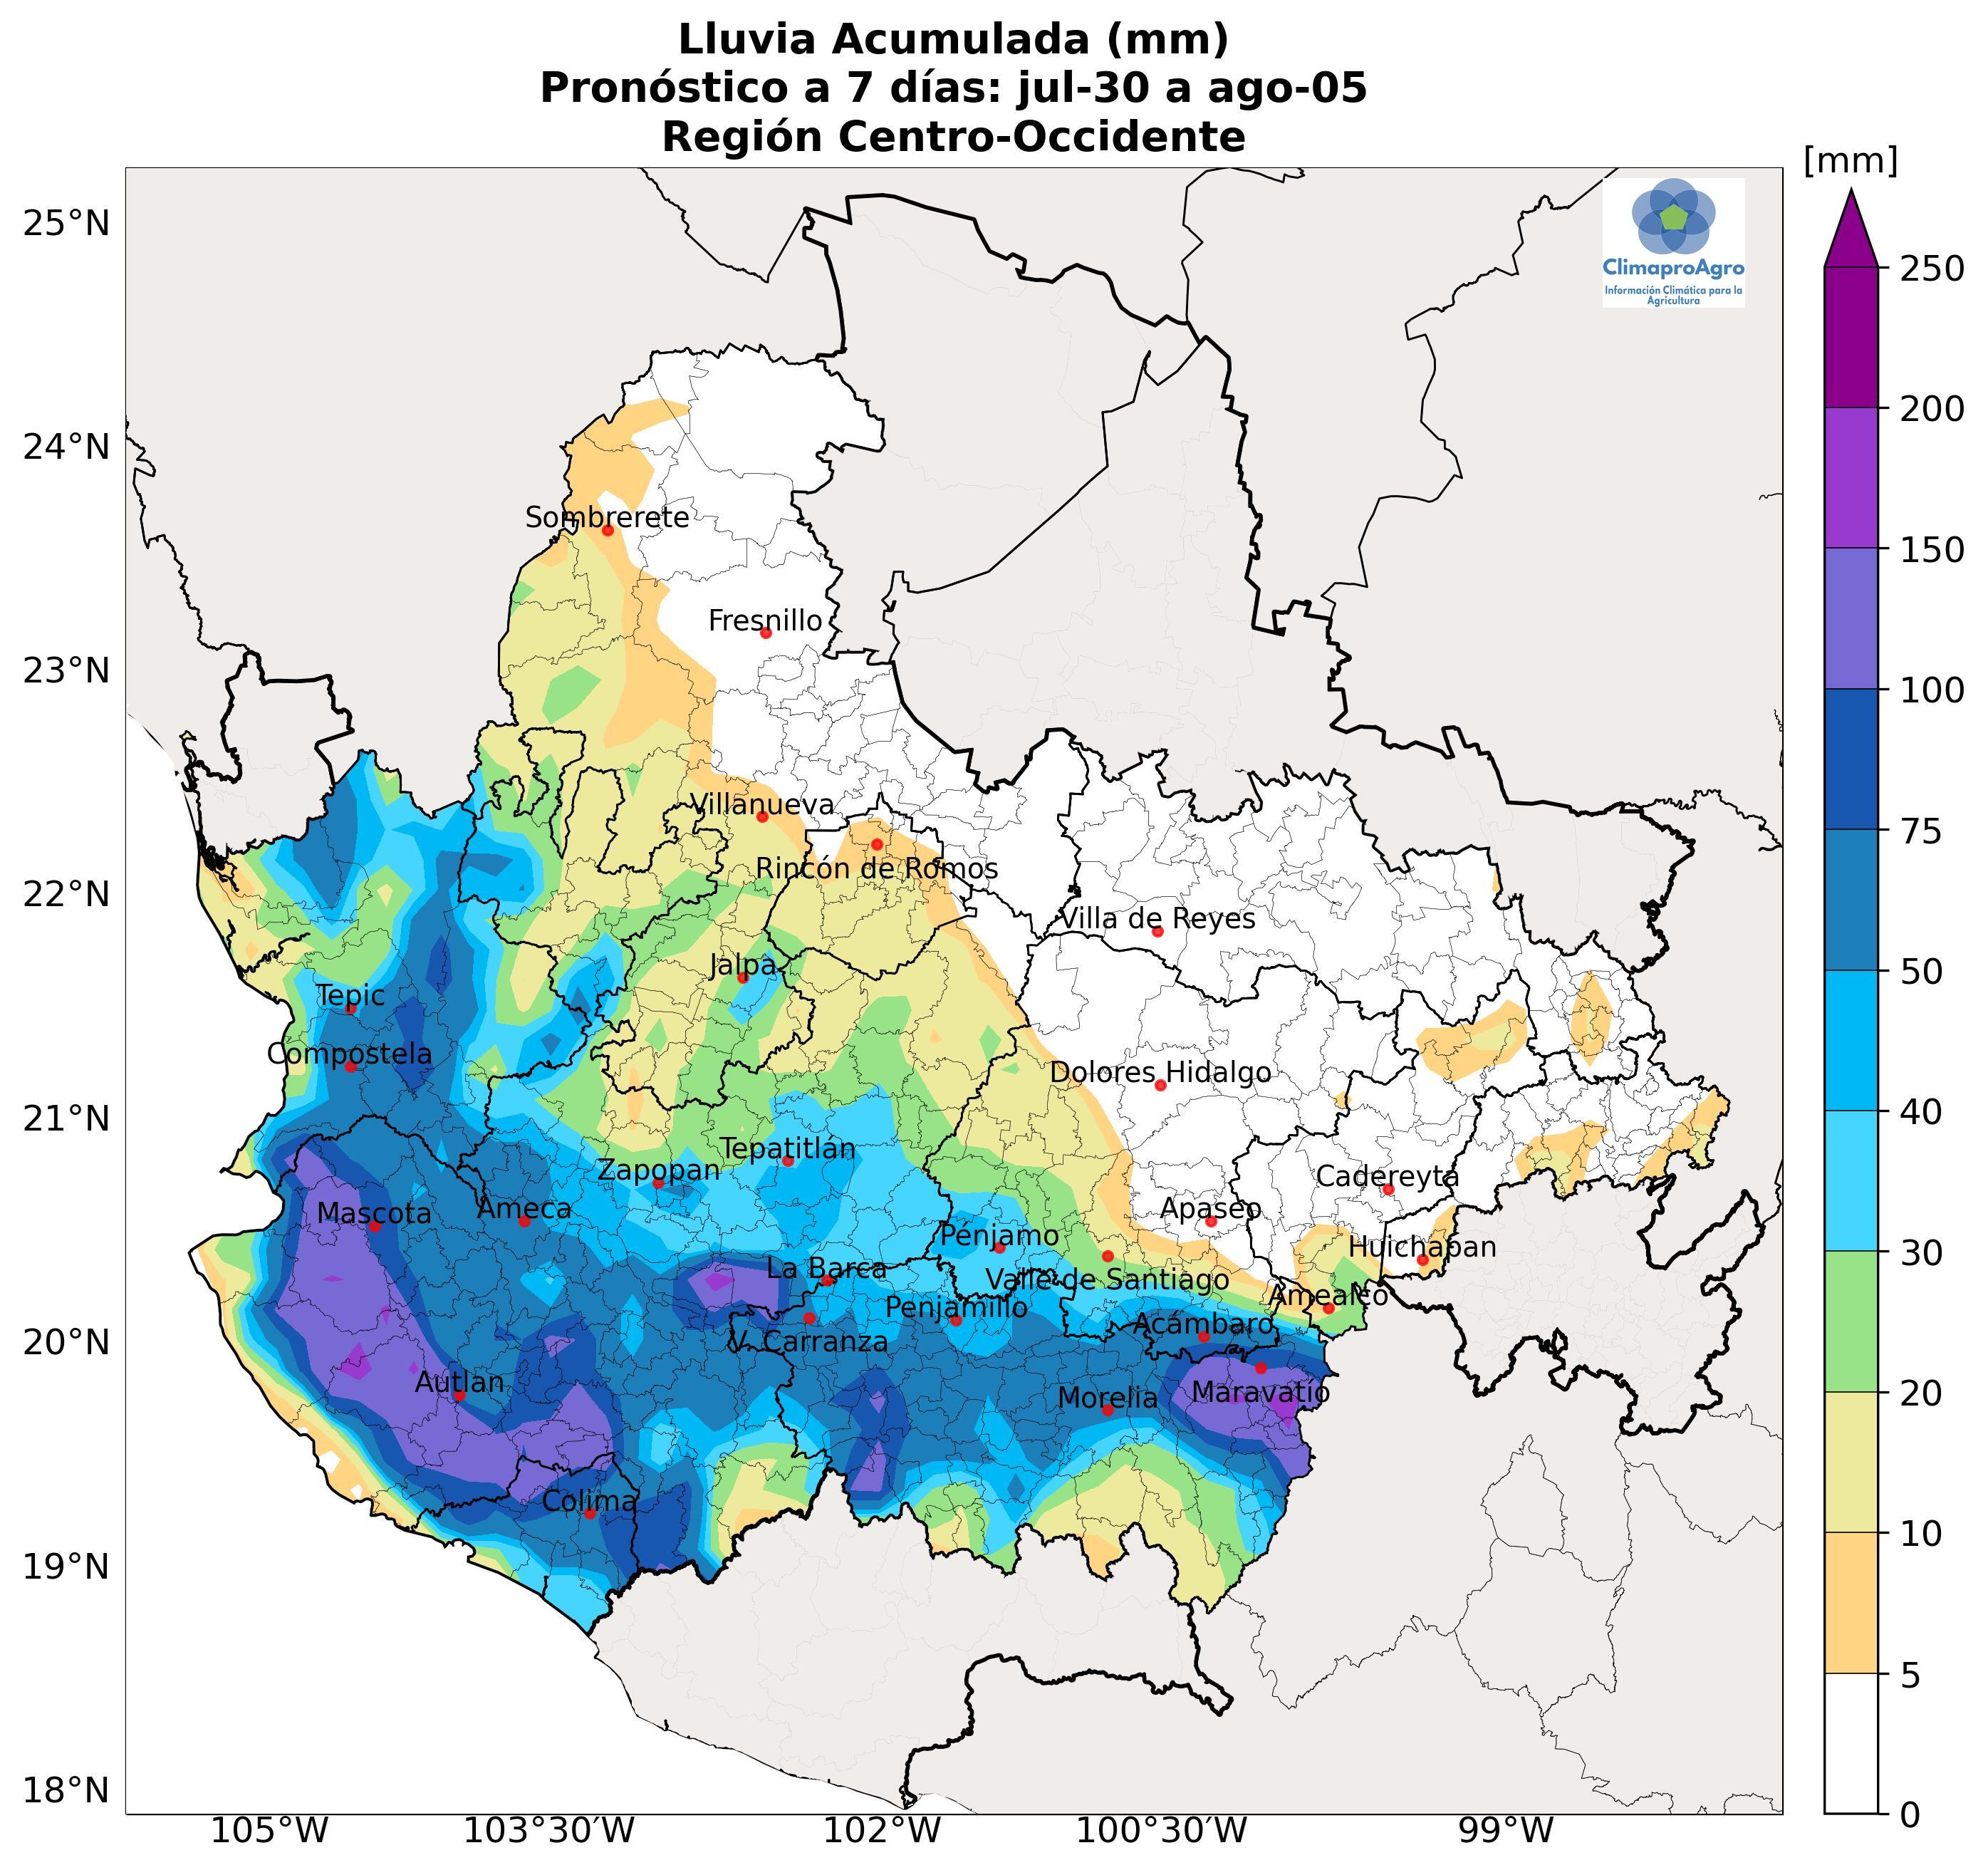 Lluvia Acumulada (mm)
Pronóstico a 7 días: jul-30 a ago-05
Región Centro-Occidente
[mm]
25°N
24°N
23°N
22°N
21°N
20°N
19°N
18°N
ClimaproAgro
Información Climática para la
Agricultura
Sombrerete
Fresnillo
Villanueva
Rincón de Romos
Villa de Reyes
Jalpa
Tepic
Compostela
Dolores Hidalgo
Tepatitlán
Zapopan
Cadereyta
Mascota
Ameca
Apaseo
Pénjamo
Huichapan
La Barca
Valle de Santiago
Amealco
Penjamillo
Acámbaro
V. Carranza
Autlan
Morelia
Maravatío
Colima
250
200
150
100
75
50
40
30
20
10
5
0
105°W
103°30'W
102°W
100°30'W
99°W